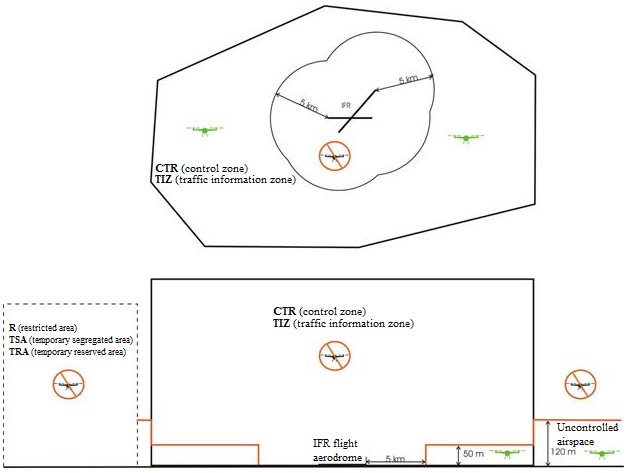 5 km
5 km
IFR
CTR (control zone)
TIZ (traffic information zone)
R (restricted area)
TSA (temporary segregated area)
TRA (temporary reserved area)
CTR (control zone)
TIZ (traffic information zone)
Uncontrolled
airspace
IFR flight
aerodrome
5 km
50 m
120 m